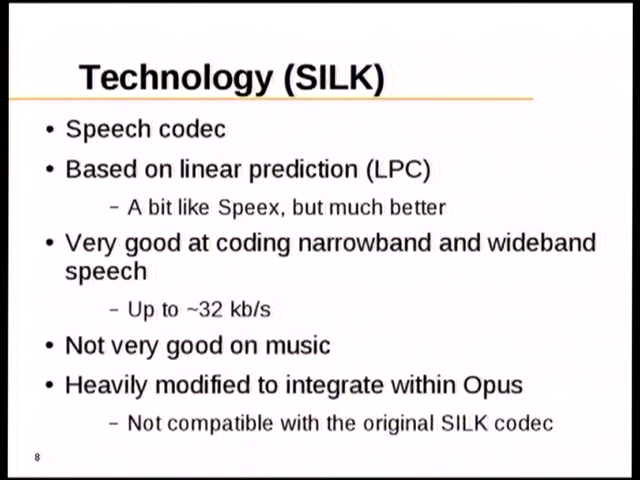 Technology (SILK)
• Speech codec
• Based on linear prediction (LPC)
– A bit like Speex, but much better
• Very good at coding narrowband and wideband
speech
– Up to ~32 kb/s
• Not very good on music
• Heavily modified to integrate within Opus
– Not compatible with the original SILK codec
8